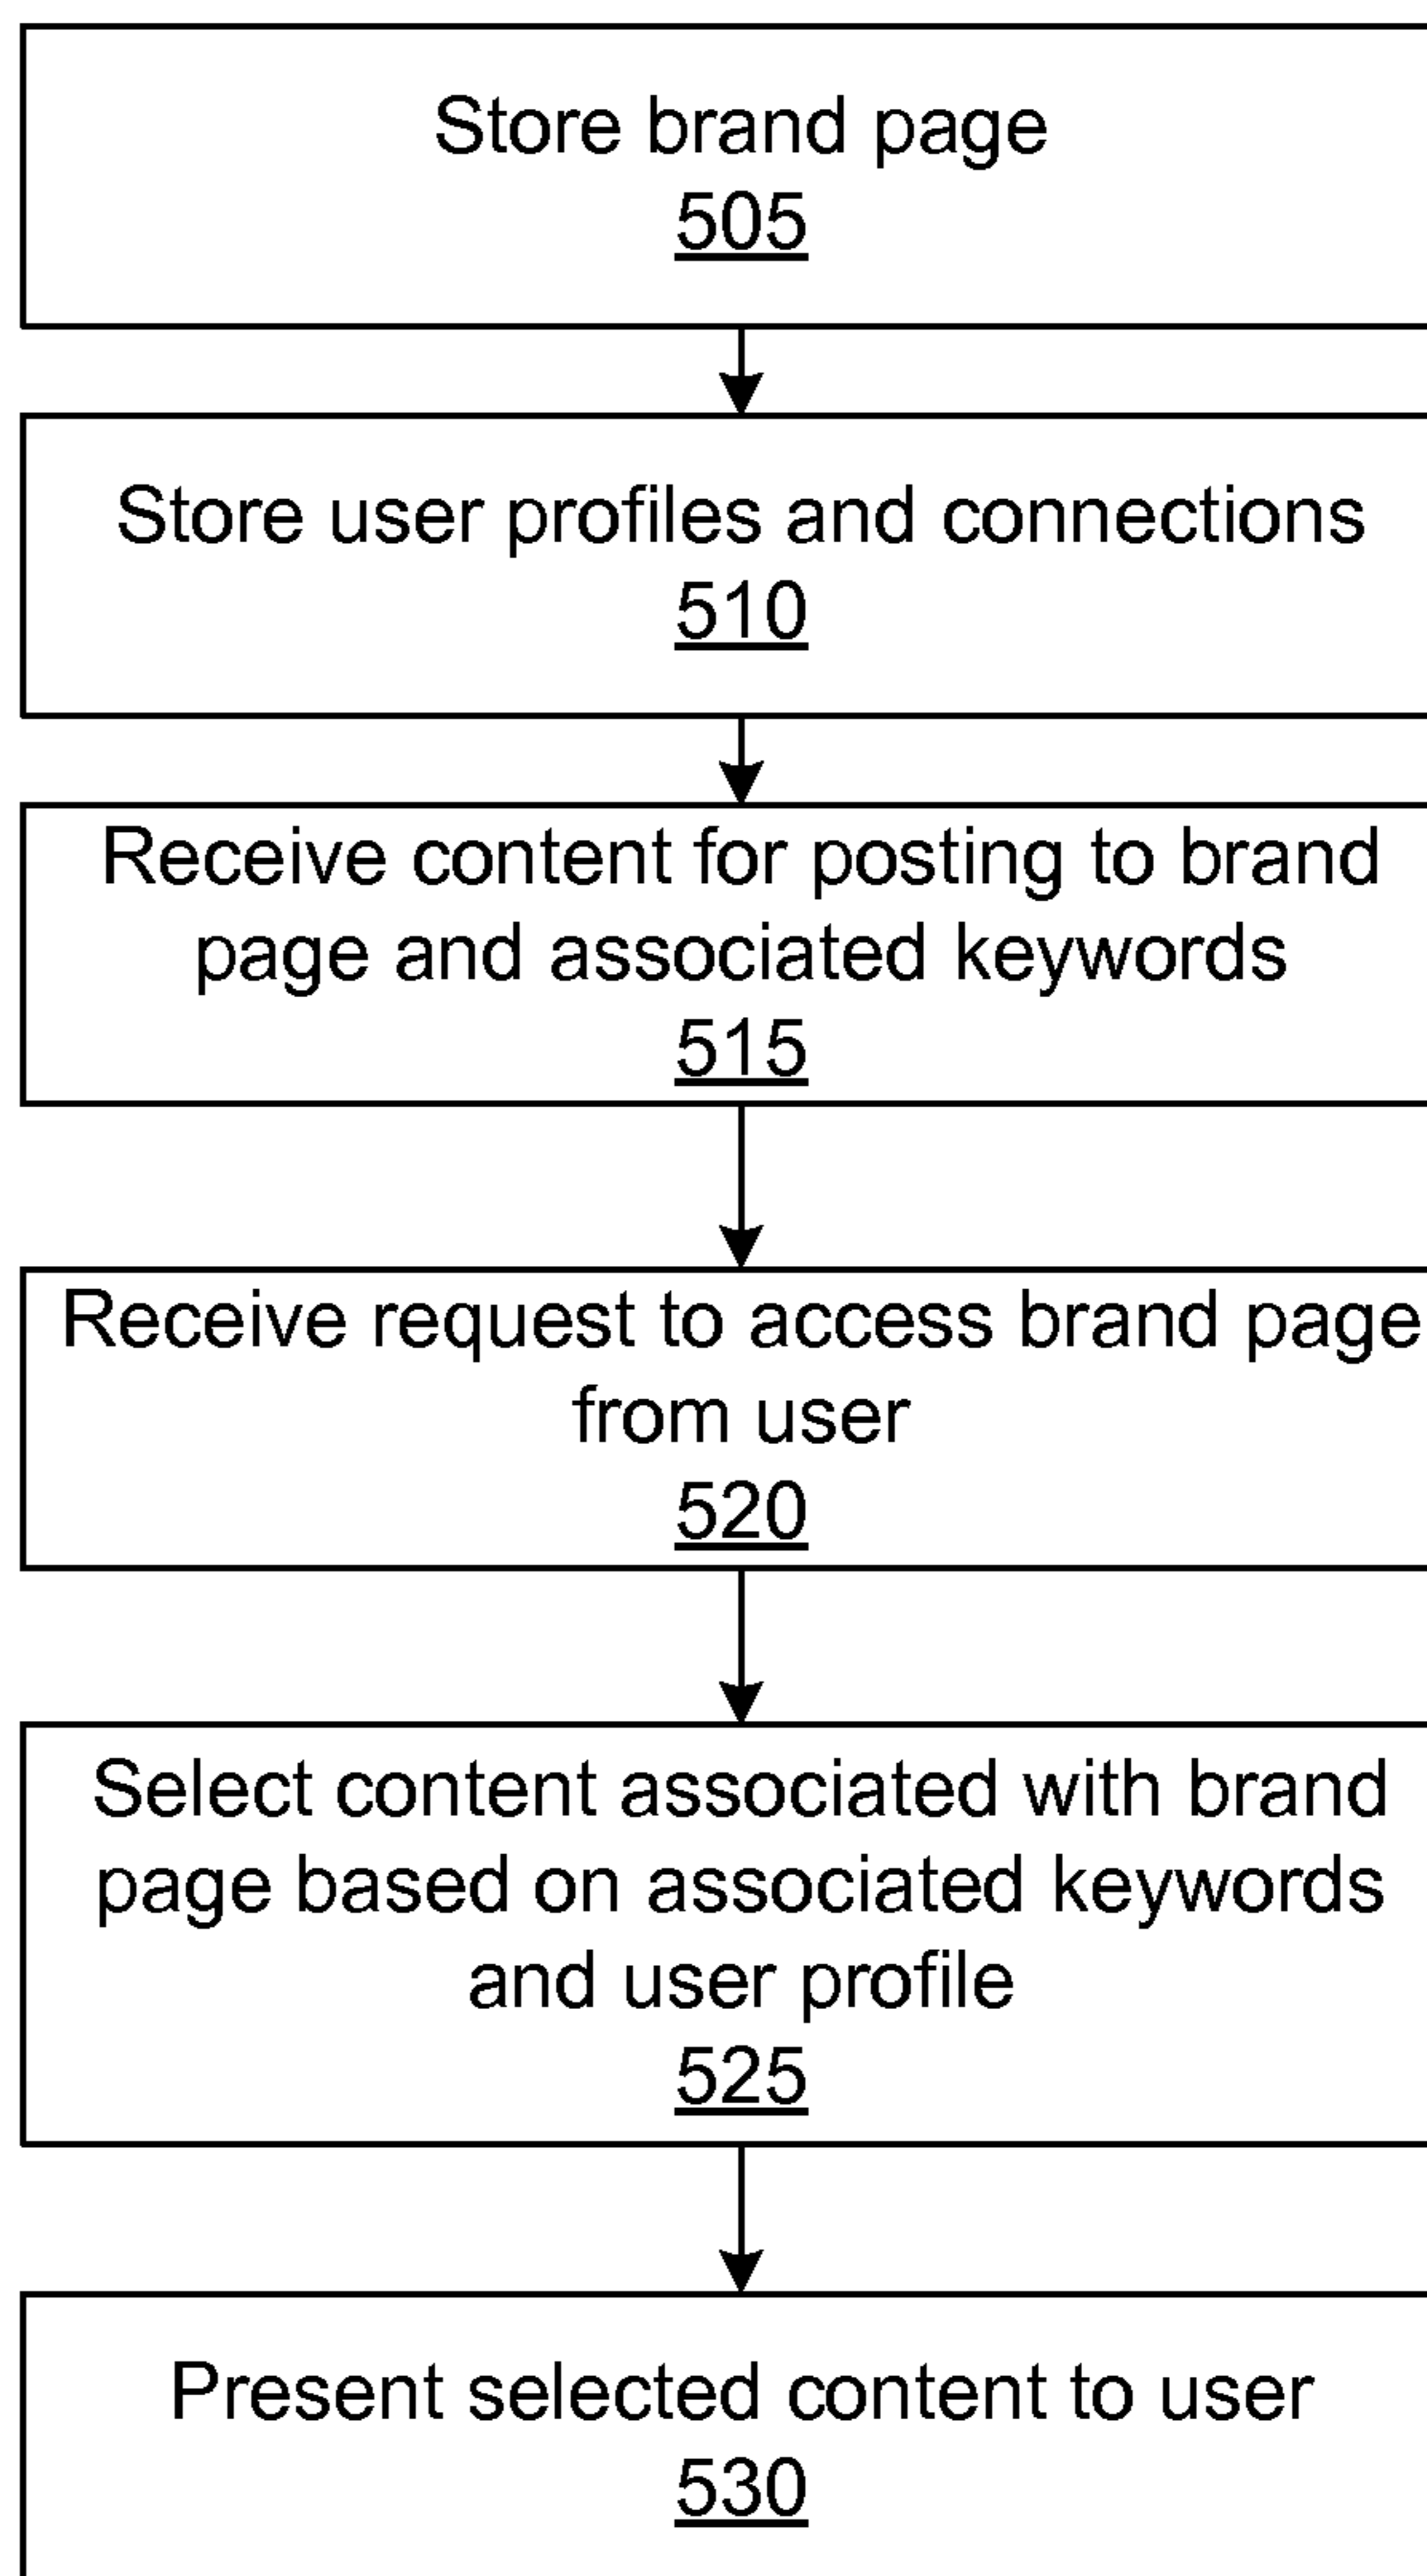 Store brand page
505
Store user profiles and connections
510
Receive content for posting to brand
page and associated keywords
515
Receive request to access brand page
from user
520
Select content associated with brand
page based on associated keywords
and user profile
525
Present selected content to user
530